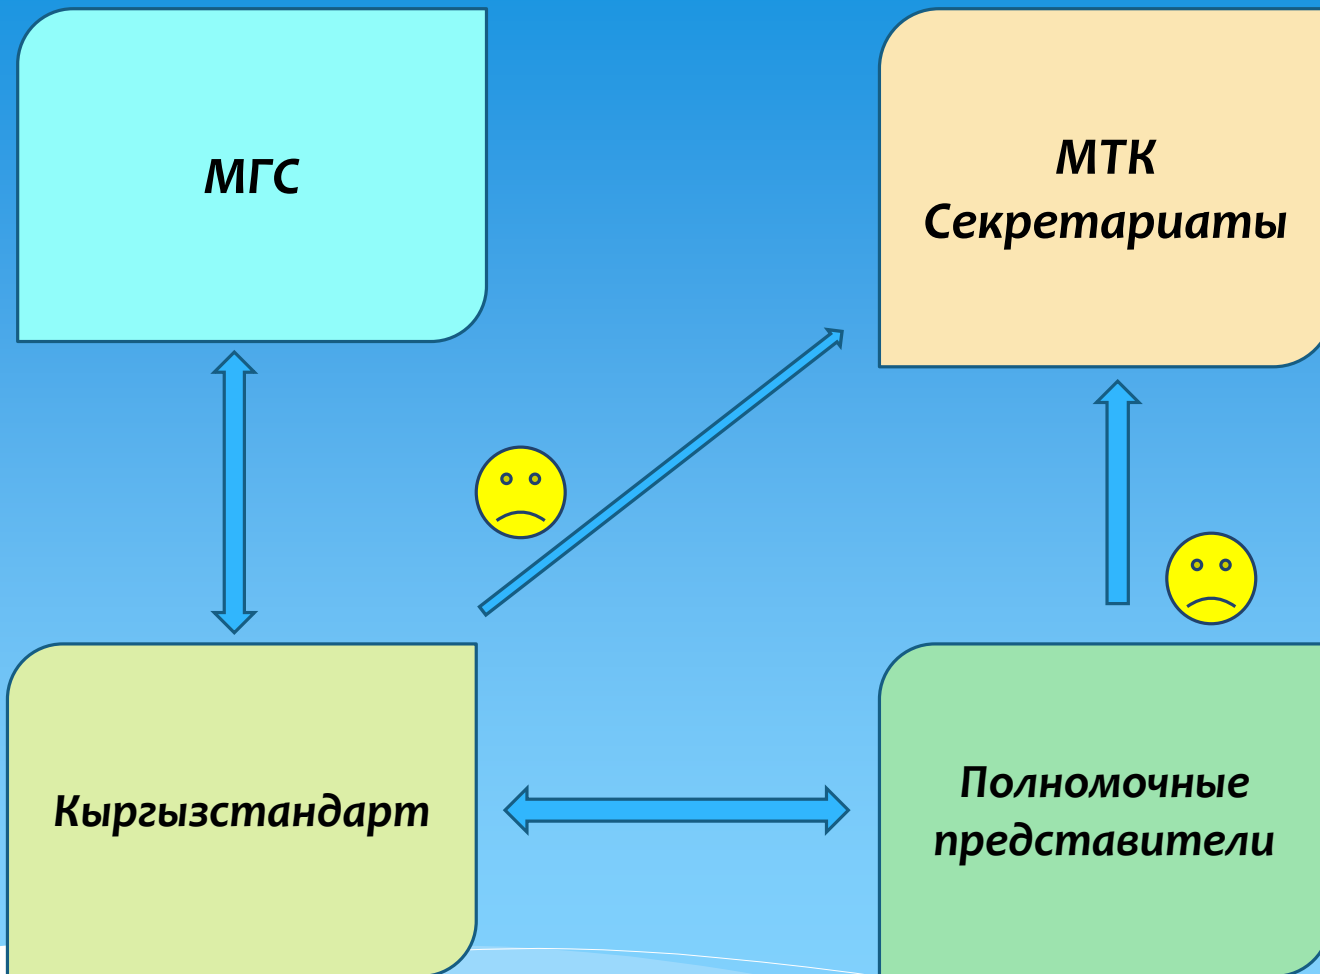 МГС
МТК
Секретариаты
Кыргызстандарт
Полномочные
представители